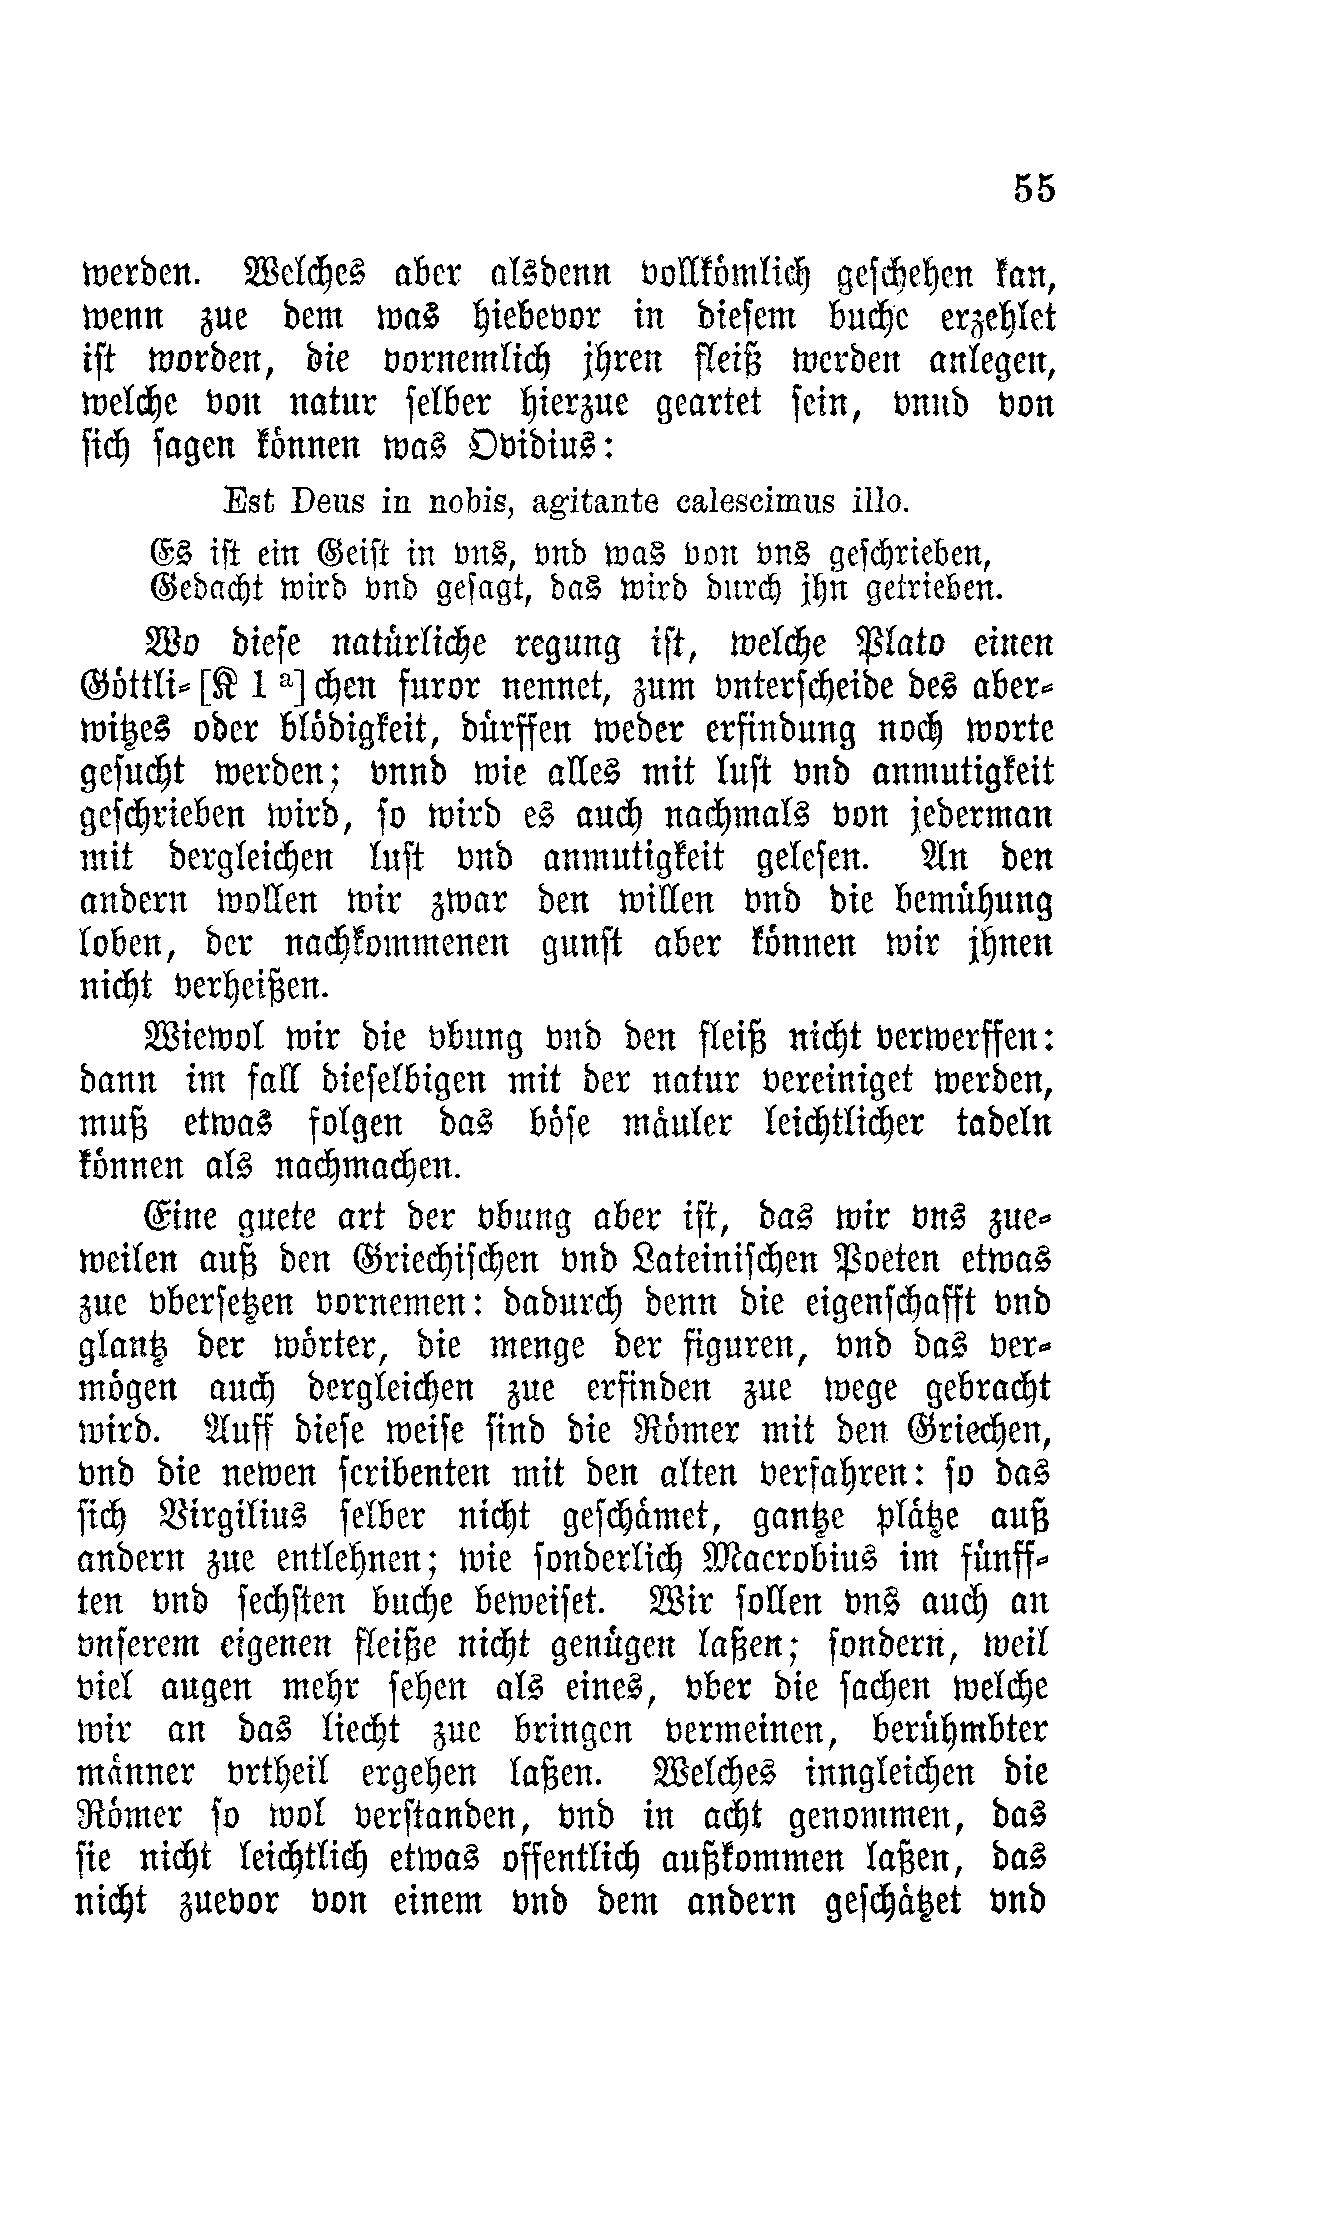 55
werden. Welches aber alsdenn vollkömlich geschehen kan,
wenn zue dem was hiebevor in diesem buche erzehlet
ist worden, die vornemlich jhren fleiß werden anlegen,
welche von natur selber hierzue geartet sein, vnnd von
sich sagen können was Ovidius:
Est Deus in nobis, agitante calescimus illo.
Es ist ein Geist in vns, vnd was von vns geschrieben,
Gedacht wird vnd gesagt, das wird durch jhn getrieben.
Wo diese natürliche regung ist, welche Plato einen
Göttli-[K 1 ª]chen furor nennet, zum vnterscheide des aber-
witzes oder blödigkeit, dürffen weder erfindung noch worte
gesucht werden; vnnd wie alles mit lust vnd anmutigkeit
geschrieben wird, so wird es auch nachmals von jederman
mit dergleichen lust vnd anmutigkeit gelesen. An den
andern wollen wir zwar den willen vnd die bemühung
loben, der nachkommenen gunst aber können wir jhnen
nicht verheißen.
Wiewol wir die vbung vnd den fleiß nicht verwerffen:
dann im fall dieselbigen mit der natur vereiniget werden,
muß etwas folgen das böse mäuler leichtlicher tadeln
können als nachmachen.
Eine guete art der vbung aber ist, das wir vns zue-
weilen auß den Griechischen vnd Lateinischen Poeten etwas
zue vbersetzen vornemen: dadurch denn die eigenschafft vnd
glantz der wörter, die menge der figuren, vnd das ver-
mögen auch dergleichen zue erfinden zue wege gebracht
wird. Auff diese weise sind die Römer mit den Griechen,
vnd die newen scribenten mit den alten verfahren: so das
sich Virgilius selber nicht geschämet, gantze plätze auß
andern zue entlehnen; wie sonderlich Macrobius im fünff-
ten vnd sechsten buche beweiset. Wir sollen vns auch an
vnserem eigenen fleiße nicht genügen laßen; sondern, weil
viel augen mehr sehen als eines, vber die sachen welche
wir an das liecht zue bringen vermeinen, berühmbter
männer vrtheil ergehen laßen. Welches inngleichen die
Römer so wol verstanden, vnd in acht genommen, das
sie nicht leichtlich etwas offentlich außkommen laßen, das
nicht zuevor von einem vnd dem andern geschätzet vnd